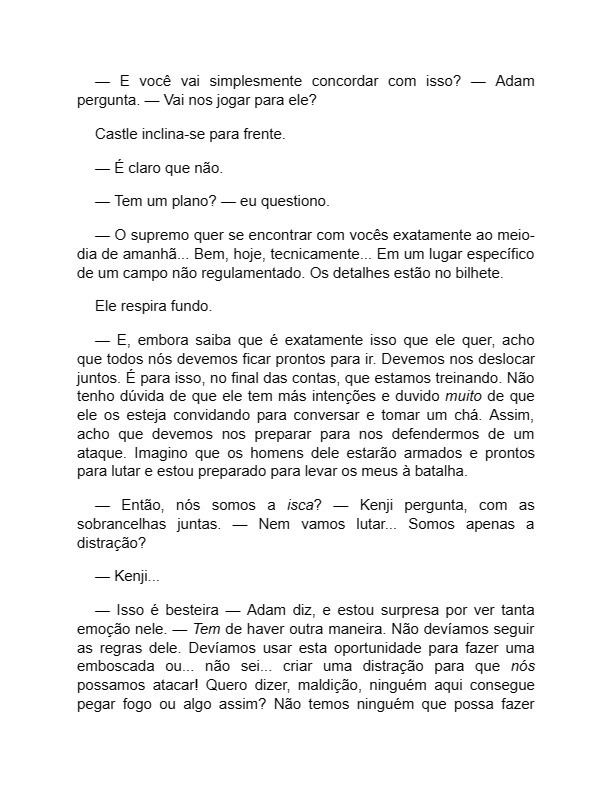 — E você vai simplesmente concordar com isso? — Adam
pergunta. — Vai nos jogar para ele?
Castle inclina-se para frente.
— É claro que não.
— Tem um plano? — eu questiono.
— O supremo quer se encontrar com vocês exatamente ao meio-
dia de amanhã... Bem, hoje, tecnicamente... Em um lugar específico
de um campo não regulamentado. Os detalhes estão no bilhete.
Ele respira fundo.
— E, embora saiba que é exatamente isso que ele quer, acho
que todos nós devemos ficar prontos para ir. Devemos nos deslocar
juntos. É para isso, no final das contas, que estamos treinando. Não
tenho dúvida de que ele tem más intenções e duvido muito de que
ele os esteja convidando para conversar e tomar um chá. Assim,
acho que devemos nos preparar para nos defendermos de um
ataque. Imagino que os homens dele estarão armados e prontos
para lutar e estou preparado para levar os meus à batalha.
— Então, nós somos a isca? — Kenji pergunta, com as
sobrancelhas juntas. — Nem vamos lutar... Somos apenas a
distração?
— Kenji...
— Isso é besteira — Adam diz, e estou surpresa por ver tanta
emoção nele. — Tem de haver outra maneira. Não devíamos seguir
as regras dele. Devíamos usar esta oportunidade para fazer uma
emboscada ou... não sei... criar uma distração para que nós
possamos atacar! Quero dizer, maldição, ninguém aqui consegue
pegar fogo ou algo assim? Não temos ninguém que possa fazer